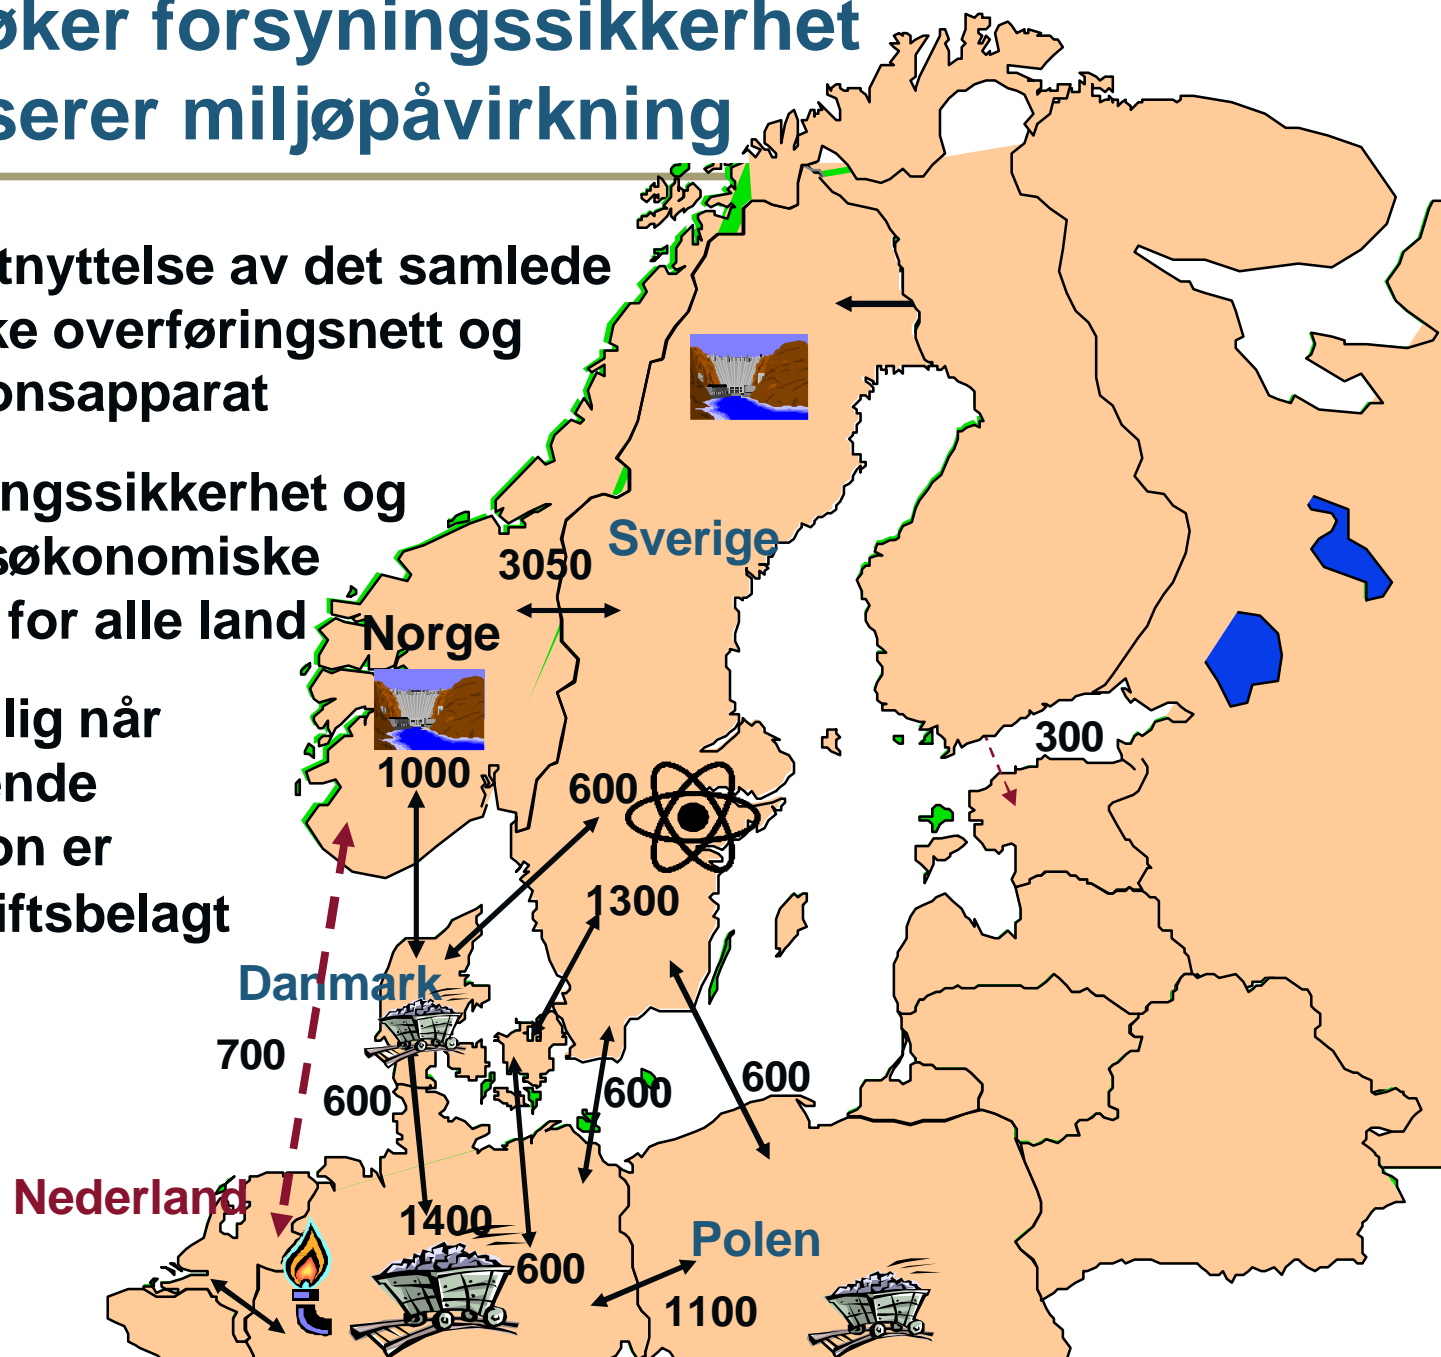 øker forsyningssikkerhet
serer miljøpåvirkning
tnyttelse av det samlede
ke overføringsnett og
onsapparat
ngssikkerhet og
søkonomiske
for alle land
lig når
ende
on er
iftsbelagt
Sverige
3050
Norge
300
1000
600
1300
Danmark
700
600
600
600
Nederland
1400
Polen
600
1100